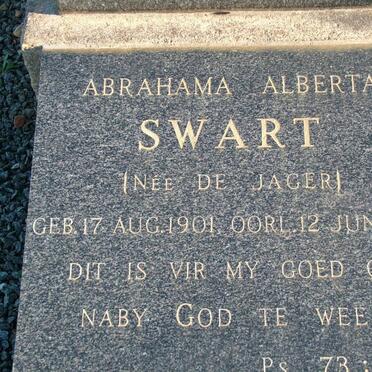 ABRAHAMA ALBERTA
SWART
(NÉE DE JAGER)
GEB. 17 AUG. 1901 OORL. 12 JUN
DIT IS VIR MY GOED
NABY GOD TE WEE
PS. 73: